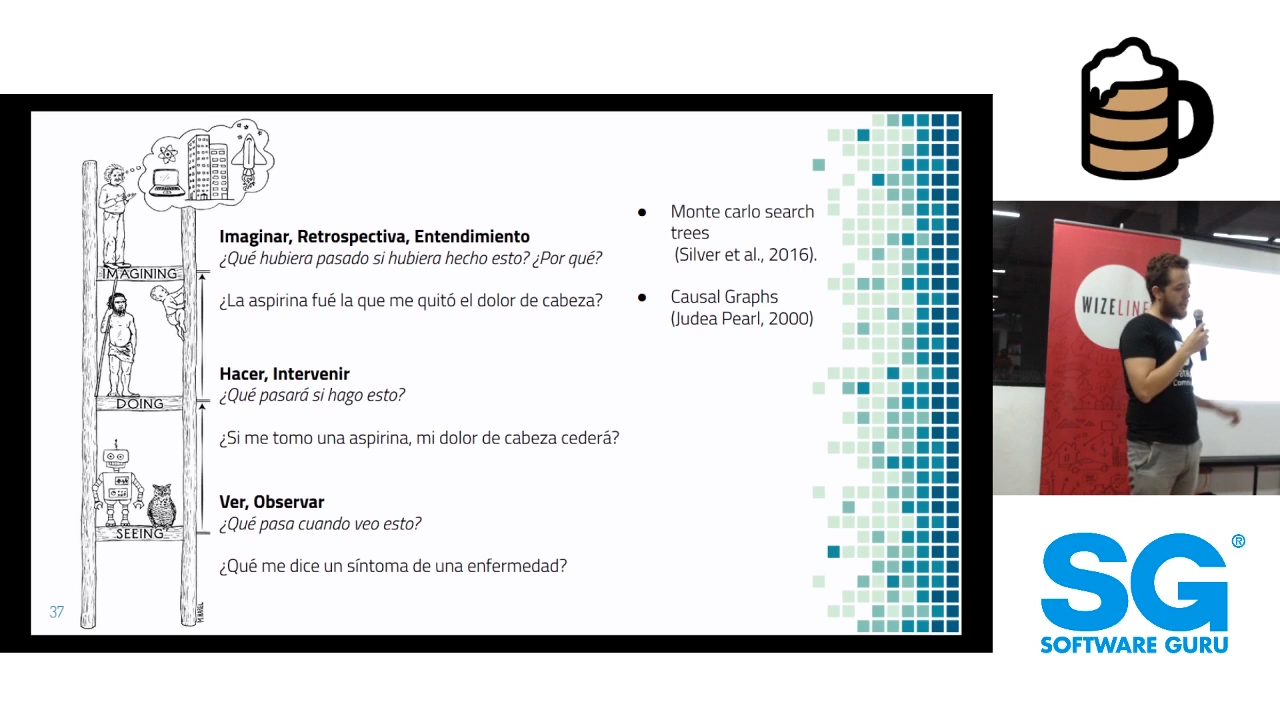 IMAGINING
DOING
SEEING
Imaginar, Retrospectiva, Entendimiento
¿Qué hubiera pasado si hubiera hecho esto? ¿Por qué?
¿La aspirina fué la que me quitó el dolor de cabeza?
Hacer, Intervenir
¿Qué pasará si hago esto?
¿Si me tomo una aspirina, mi dolor de cabeza cederá?
Ver, Observar
¿Qué pasa cuando veo esto?
¿Qué me dice un síntoma de una enfermedad?
● Monte carlo search
trees
(Silver et al., 2016).
● Causal Graphs
(Judea Pearl, 2000)
37
WIZELINE
SG®
SOFTWARE GURU